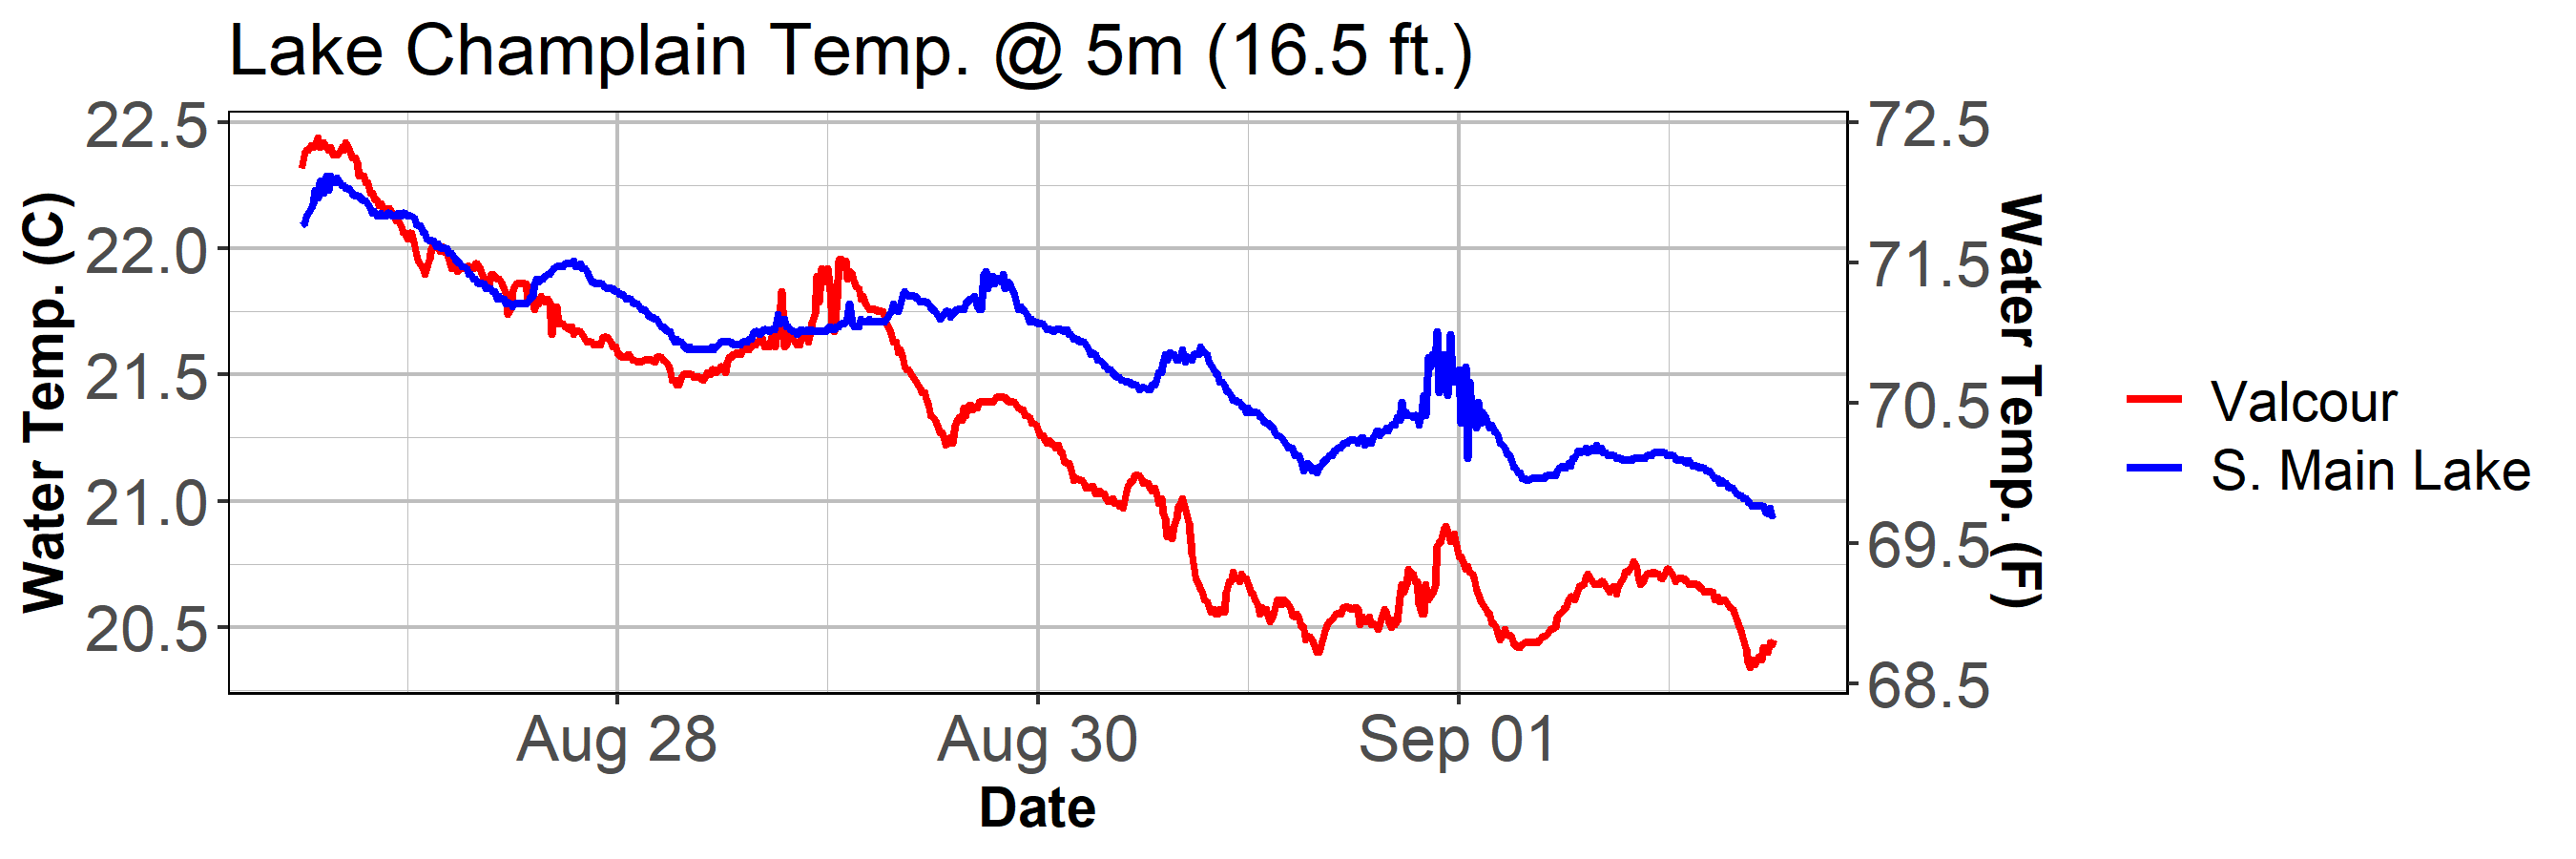 Lake Champlain Temp. @ 5m (16.5 ft.)
Water Temp. (C)
22.5
22.0
21.5
21.0
20.5
72.5
71.5
70.5
69.5
68.5
Water Temp. (F)
Aug 28
Aug 30
Sep 01
Date
Valcour
S. Main Lake